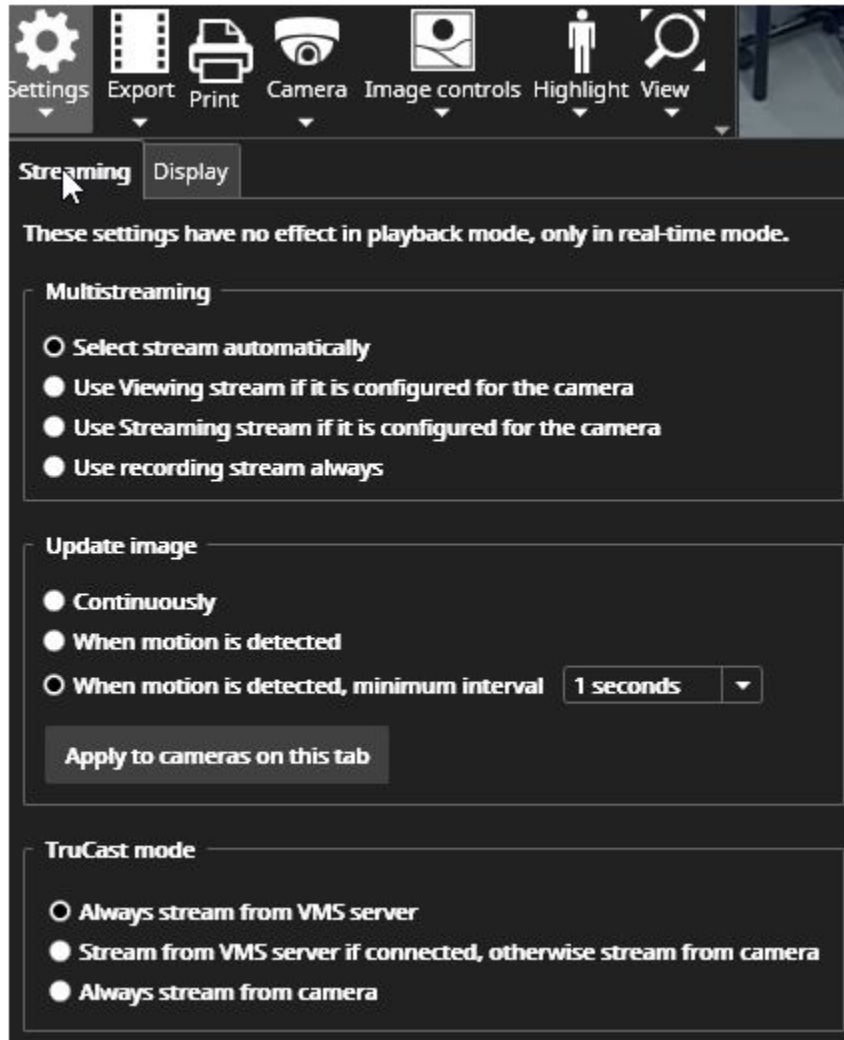 Settings Export Print Camera Image controls Highlight View
Streaming Display
These settings have no effect in playback mode, only in real-time mode.
Multistreaming
Select stream automatically
Use Viewing stream if it is configured for the camera
Use Streaming stream if it is configured for the camera
Use recording stream always
Update image
Continuously
When motion is detected
When motion is detected, minimum interval 1 seconds
Apply to cameras on this tab
TruCast mode
Always stream from VMS server
Stream from VMS server if connected, otherwise stream from camera
Always stream from camera